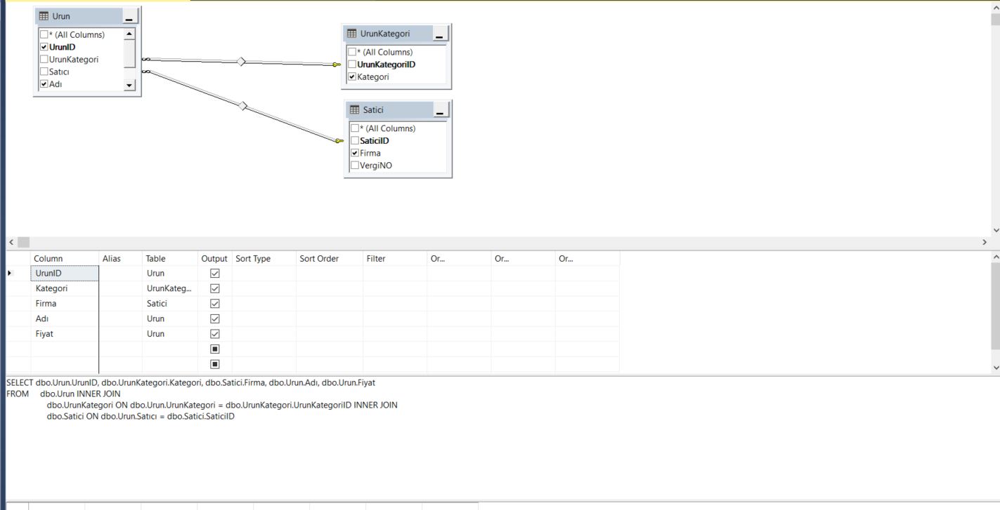 Urun
* (All Columns)
UrunID
UrunKategori
Satıcı
Adı
UrunKategori
* (All Columns)
UrunKategoriID
Kategori
Satici
* (All Columns)
SaticiID
Firma
VergiNO
Column Alias Table Output Sort Type Sort Order Filter Or... Or... Or...
UrunID Urun
Kategori UrunKateg...
Firma Satici
Adı Urun
Fiyat Urun
SELECT dbo.Urun.UrunID, dbo.UrunKategori.Kategori, dbo.Satici.Firma, dbo.Urun.Adı, dbo.Urun.Fiyat
FROM dbo.Urun INNER JOIN
dbo.UrunKategori ON dbo.Urun.UrunKategori = dbo.UrunKategori.UrunKategoriID INNER JOIN
dbo.Satici ON dbo.Urun.Satıcı = dbo.Satici.SaticiID